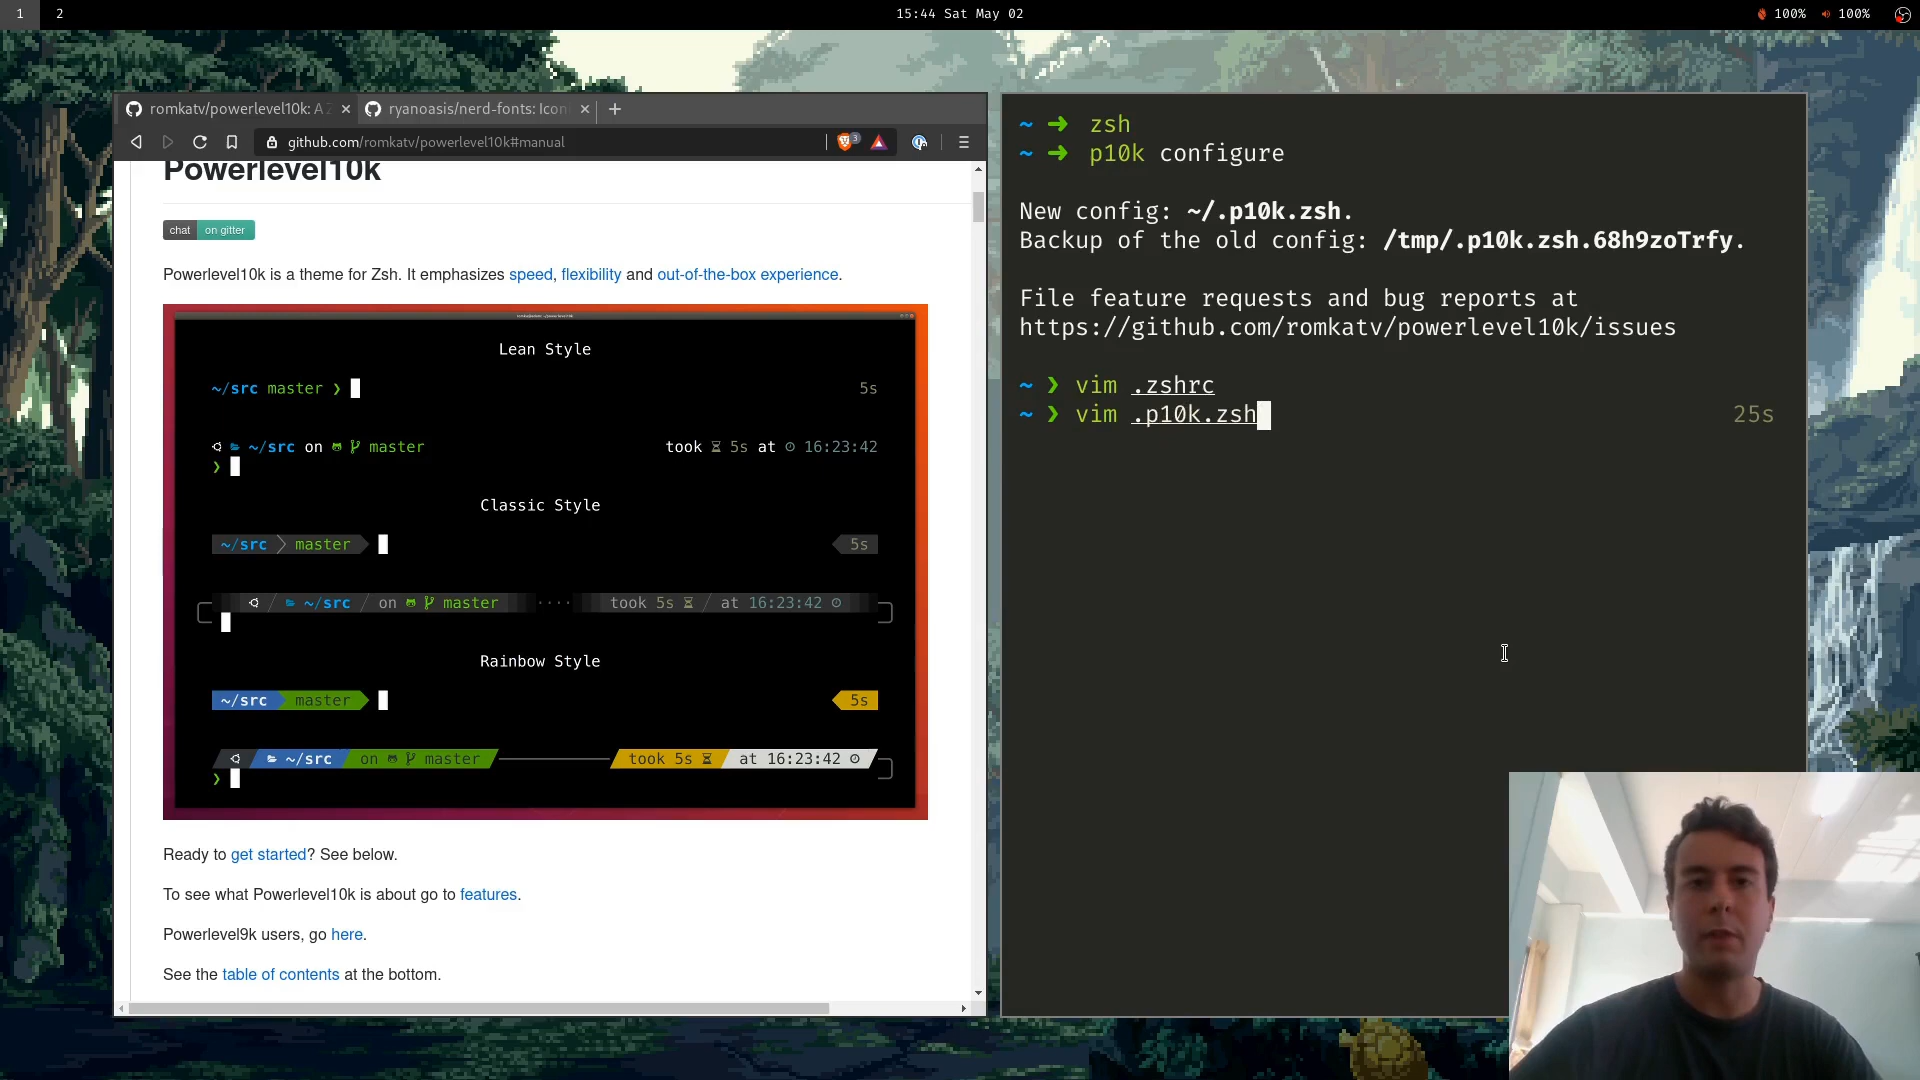 1
2
15:44 Sat May 02
100%
100%
romkatv/powerlevel10k: A Z
ryanoasis/nerd-fonts: Icon
github.com/romkatv/powerlevel10k#manual
3
Powerlevel10k
chat on gitter
Powerlevel10k is a theme for Zsh. It emphasizes speed, flexibility and out-of-the-box experience.
Lean Style
~/src master ❯
5s
~/src on master
took 5s at 16:23:42
❯
Classic Style
~/src master
5s
~/src on master
took 5s at 16:23:42
Rainbow Style
~/src master
5s
~/src on master
took 5s at 16:23:42
❯
Ready to get started? See below.
To see what Powerlevel10k is about go to features.
Powerlevel9k users, go here.
See the table of contents at the bottom.
~ ➜ zsh
~ ➜ p10k configure
New config: ~/.p10k.zsh.
Backup of the old config: /tmp/.p10k.zsh.68h9zoTrfy.
File feature requests and bug reports at
https://github.com/romkatv/powerlevel10k/issues
~ ❯ vim .zshrc
~ ❯ vim .p10k.zsh
25s